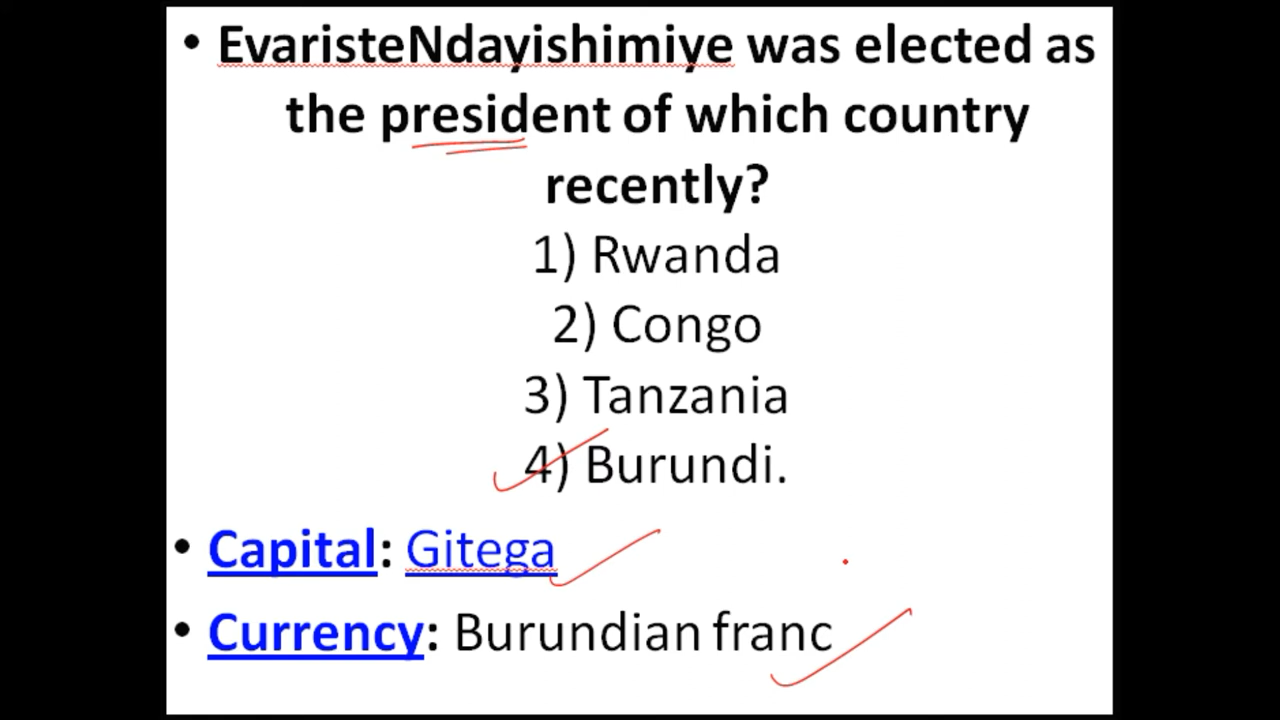 • EvaristeNdayishimiye was elected as
the president of which country
recently?
1) Rwanda
2) Congo
3) Tanzania
4) Burundi.
• Capital: Gitega
• Currency: Burundian franc